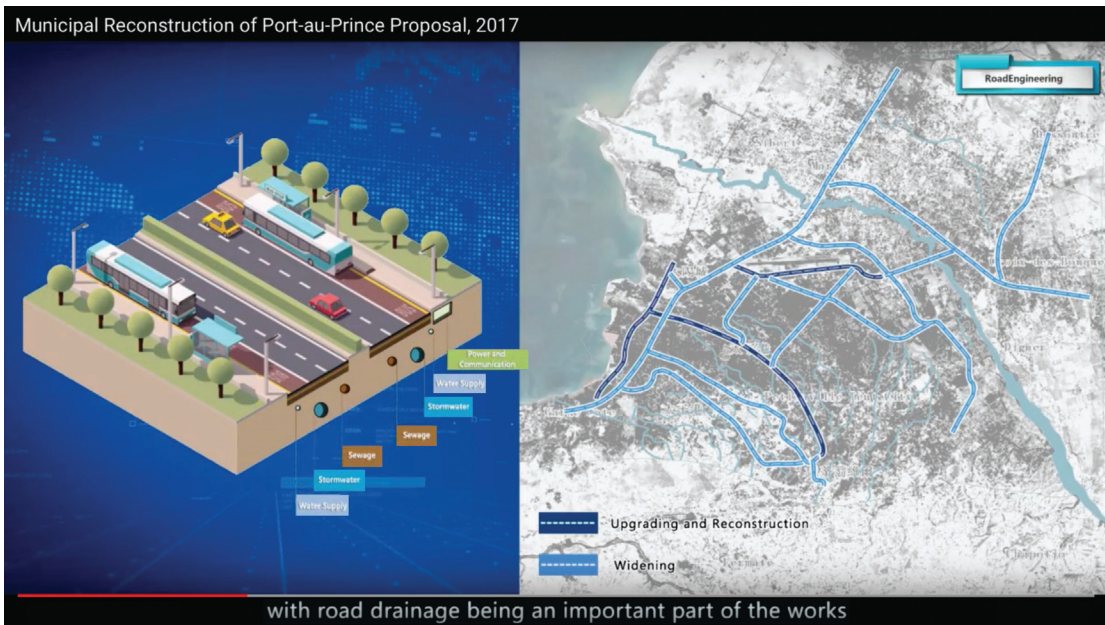 Municipal Reconstruction of Port-au-Prince Proposal, 2017
RoadEngineering
Power and
Communication
Water Supply
Stormwater
Sewage
Sewage
Stormwater
Water Supply
Upgrading and Reconstruction
Widening
with road drainage being an important part of the works